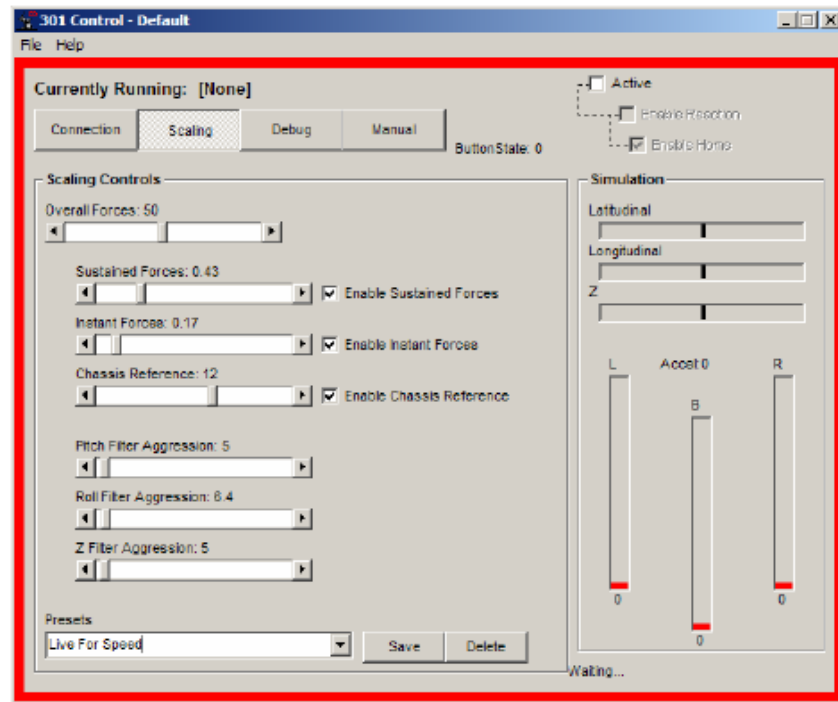 301 Control - Default
File Help
Currently Running: [None]
Active
Enable Reaction
Enable Home
Connection Scaling Debug Manual
ButtonState: 0
Scaling Controls
Overall Forces: 50
Sustained Forces: 0.43
Enable Sustained Forces
Instant Forces: 0.17
Enable Instant Forces
Chassis Reference: 12
Enable Chassis Reference
Pitch Filter Aggression: 5
Roll Filter Aggression: 6.4
Z Filter Aggression: 5
Presets
Live For Speed
Save Delete
Simulation
Latitudinal
Longitudinal
Z
L Accel 0 R
B
0 0
0
Waiting...